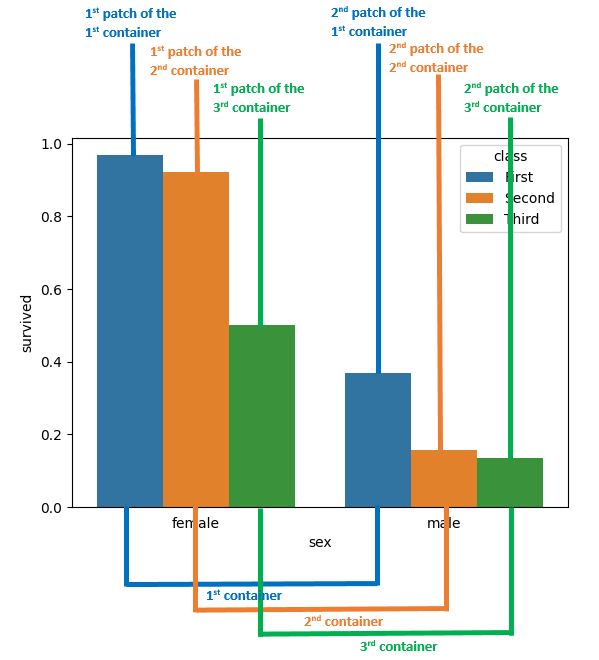 1st patch of the
1st container
2nd patch of the
1st container
1st patch of the
2nd container
2nd patch of the
2nd container
1st patch of the
3rd container
2nd patch of the
3rd container
class
First
Second
Third
1.0
0.8
0.6
0.4
0.2
0.0
survived
female
male
sex
1st container
2nd container
3rd container